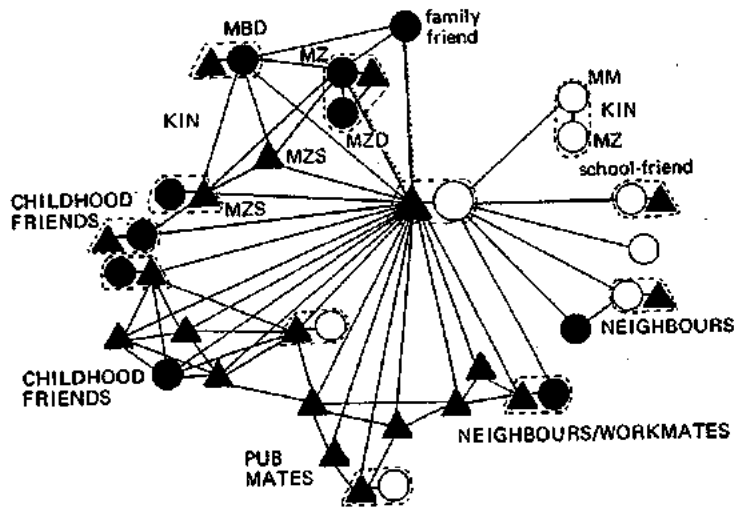 family
friend
MBD
MZ
MM
KIN
KIN
MZ
MZD
MZS
school-friend
MZS
CHILDHOOD
FRIENDS
NEIGHBOURS
CHILDHOOD
FRIENDS
NEIGHBOURS/WORKMATES
PUB
MATES